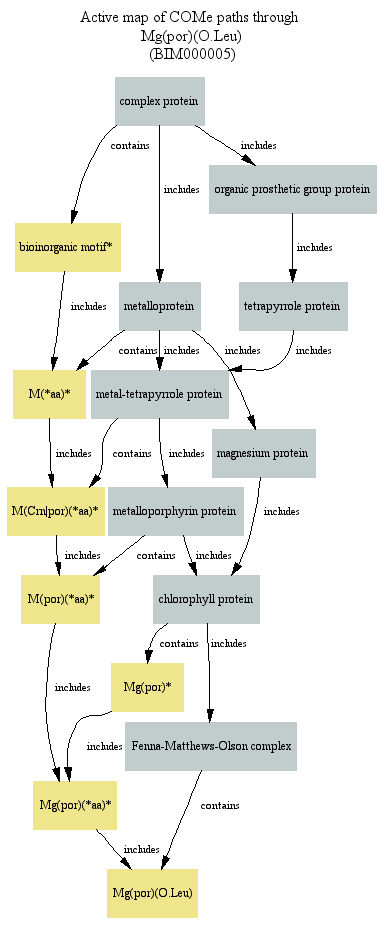 Active map of COMe paths through
Mg(por)(O.Leu)
(BIM000005)
complex protein
contains
includes
includes
organic prosthetic group protein
bioinorganic motif*
includes
includes
metalloprotein
tetrapyrrole protein
contains
includes
includes
includes
M(*aa)*
metal-tetrapyrrole protein
magnesium protein
includes
contains
includes
includes
M(Crn|por)(*aa)*
metalloporphyrin protein
includes
contains
includes
M(por)(*aa)*
chlorophyll protein
contains
includes
includes
Mg(por)*
includes
Fenna-Matthews-Olson complex
Mg(por)(*aa)*
contains
includes
Mg(por)(O.Leu)